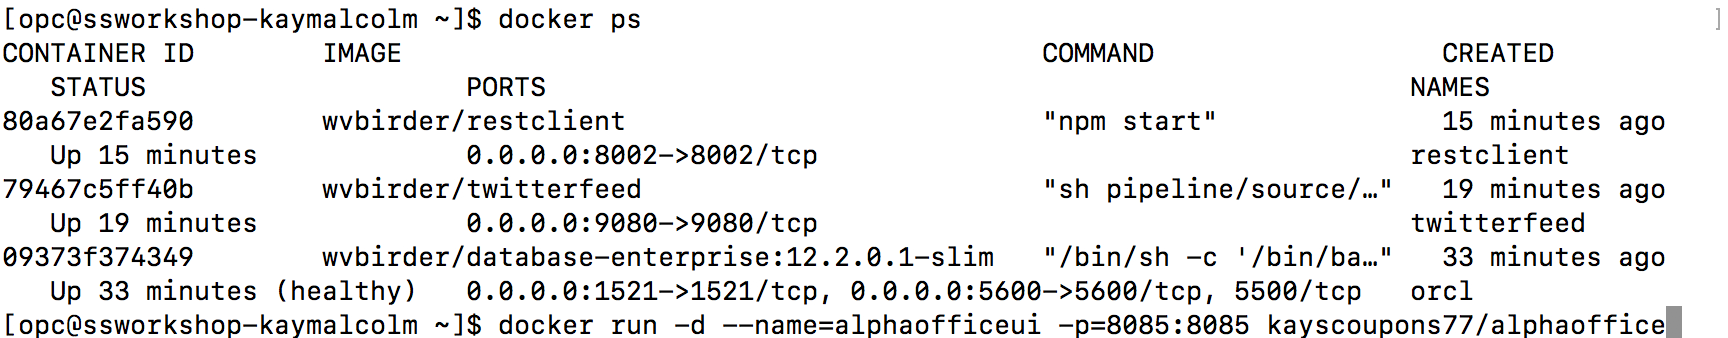 [opc@ssworkshop-kaymalcolm ~]$ docker ps ]
CONTAINER ID IMAGE COMMAND CREATED
STATUS PORTS NAMES
80a67e2fa590 wvbirder/restclient "npm start" 15 minutes ago
Up 15 minutes 0.0.0.0:8002->8002/tcp restclient
79467c5ff40b wvbirder/twitterfeed "sh pipeline/source/…" 19 minutes ago
Up 19 minutes 0.0.0.0:9080->9080/tcp twitterfeed
09373f374349 wvbirder/database-enterprise:12.2.0.1-slim "/bin/sh -c '/bin/ba…" 33 minutes ago
Up 33 minutes (healthy) 0.0.0.0:1521->1521/tcp, 0.0.0.0:5600->5600/tcp, 5500/tcp orcl
[opc@ssworkshop-kaymalcolm ~]$ docker run -d --name=alphaofficeui -p=8085:8085 kayscoupons77/alphaoffice